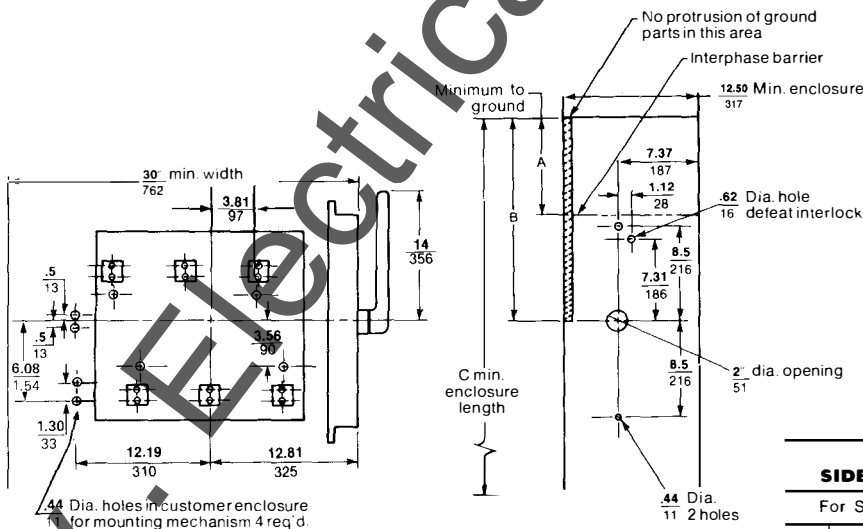 No protrusion of ground
parts in this area
Interphase barrier
Minimum to
ground
12.50 Min. enclosure
317
A
B
7.37
187
1.12
28
.62 Dia. hole
16 defeat interlock
8.5
216
7.31
186
C min.
enclosure
length
8.5
216
2" dia. opening
51
.44 Dia.
11 2 holes
30" min. width
762
3.81
97
14
356
.5
13
.5
13
3.56
90
6.08
1.54
1.30
33
12.19
310
12.81
325
.44 Dia. holes in customer enclosure
11 for mounting mechanism 4 req'd.
SIDE
For S
. Electrica